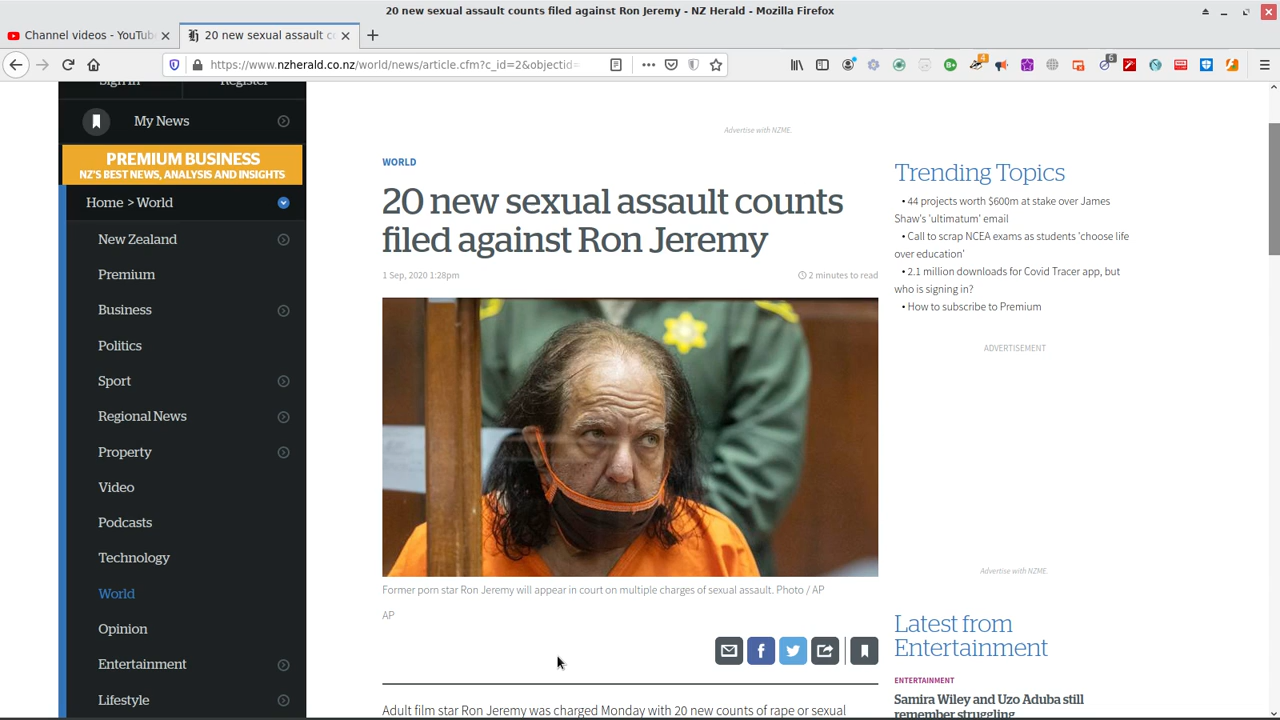 20 new sexual assault counts filed against Ron Jeremy - NZ Herald - Mozilla Firefox
Channel videos - YouTub
20 new sexual assault c
https://www.nzherald.co.nz/world/news/article.cfm?c_id=2&objectid=
4
6
Sign In
Register
My News
PREMIUM BUSINESS
NZ'S BEST NEWS, ANALYSIS AND INSIGHTS
Home > World
New Zealand
Premium
Business
Politics
Sport
Regional News
Property
Video
Podcasts
Technology
World
Opinion
Entertainment
Lifestyle
Advertise with NZME.
WORLD
20 new sexual assault counts
filed against Ron Jeremy
1 Sep, 2020 1:28pm
2 minutes to read
Former porn star Ron Jeremy will appear in court on multiple charges of sexual assault. Photo / AP
AP
Adult film star Ron Jeremy was charged Monday with 20 new counts of rape or sexual
Trending Topics
• 44 projects worth $600m at stake over James
Shaw's 'ultimatum' email
• Call to scrap NCEA exams as students 'choose life
over education'
• 2.1 million downloads for Covid Tracer app, but
who is signing in?
• How to subscribe to Premium
ADVERTISEMENT
Advertise with NZME.
Latest from
Entertainment
ENTERTAINMENT
Samira Wiley and Uzo Aduba still
remember struggling